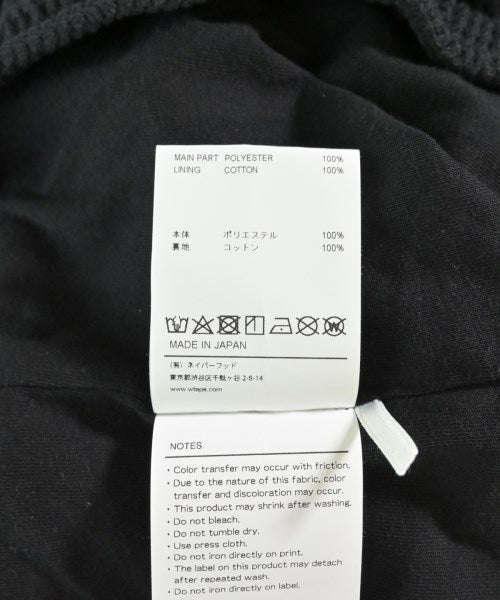 MAIN PART POLYESTER 100%
LINING COTTON 100%
本体 ポリエステル 100%
裏地 コットン 100%
MADE IN JAPAN
(有) ネイバーフッド
東京都渋谷区千駄ヶ谷 2-6-14
www.wtaps.com
NOTES
・Color transfer may occur with friction.
・Due to the nature of this fabric, color
transfer and discoloration may occur.
・This product may shrink after washing.
・Do not bleach.
・Do not tumble dry.
・Use press cloth.
・Do not iron directly on print.
・The label on this product may detach
after repeated wash.
・Do not iron directly on label.